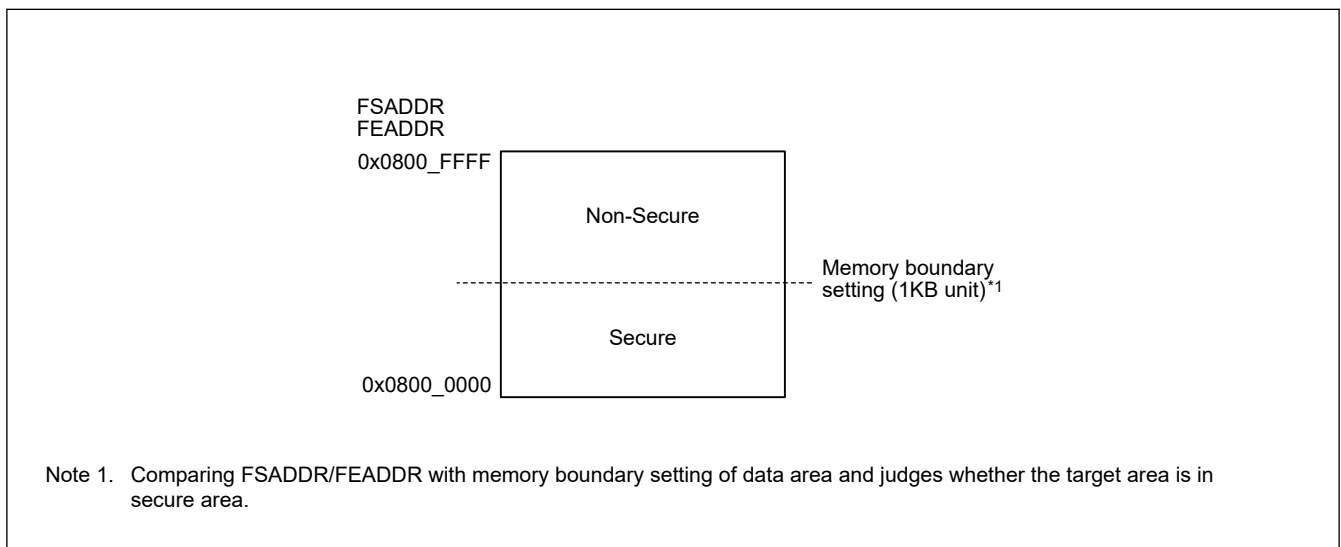 FSADDR
FEADDR
0x0800_FFFF
Non-Secure
Memory boundary
setting (1KB unit)*1
Secure
0x0800_0000
Note 1. Comparing FSADDR/FEADDR with memory boundary setting of data area and judges whether the target area is in
secure area.